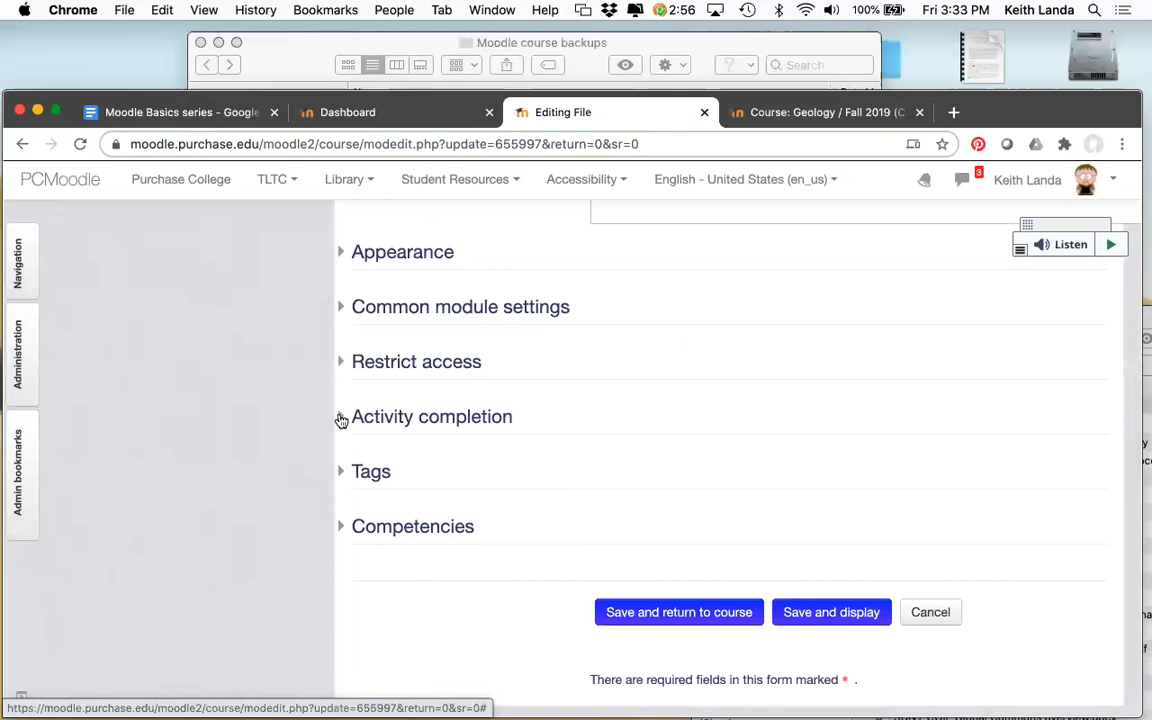 Chrome File Edit View History Bookmarks People Tab Window Help 2:56 100% Fri 3:33 PM Keith Landa
Moodle course backups
Search
Moodle Basics series - Google Dashboard Editing File Course: Geology / Fall 2019 (C
moodle.purchase.edu/moodle2/course/modedit.php?update=655997&return=0&sr=0
PCMoodle Purchase College TLTC Library Student Resources Accessibility English - United States (en_us) 3 Keith Landa
Navigation
Administration
Admin bookmarks
Listen
Appearance
Common module settings
Restrict access
Activity completion
Tags
Competencies
Save and return to course Save and display Cancel
There are required fields in this form marked * .
https://moodle.purchase.edu/moodle2/course/modedit.php?update=655997&return=0&sr=0#